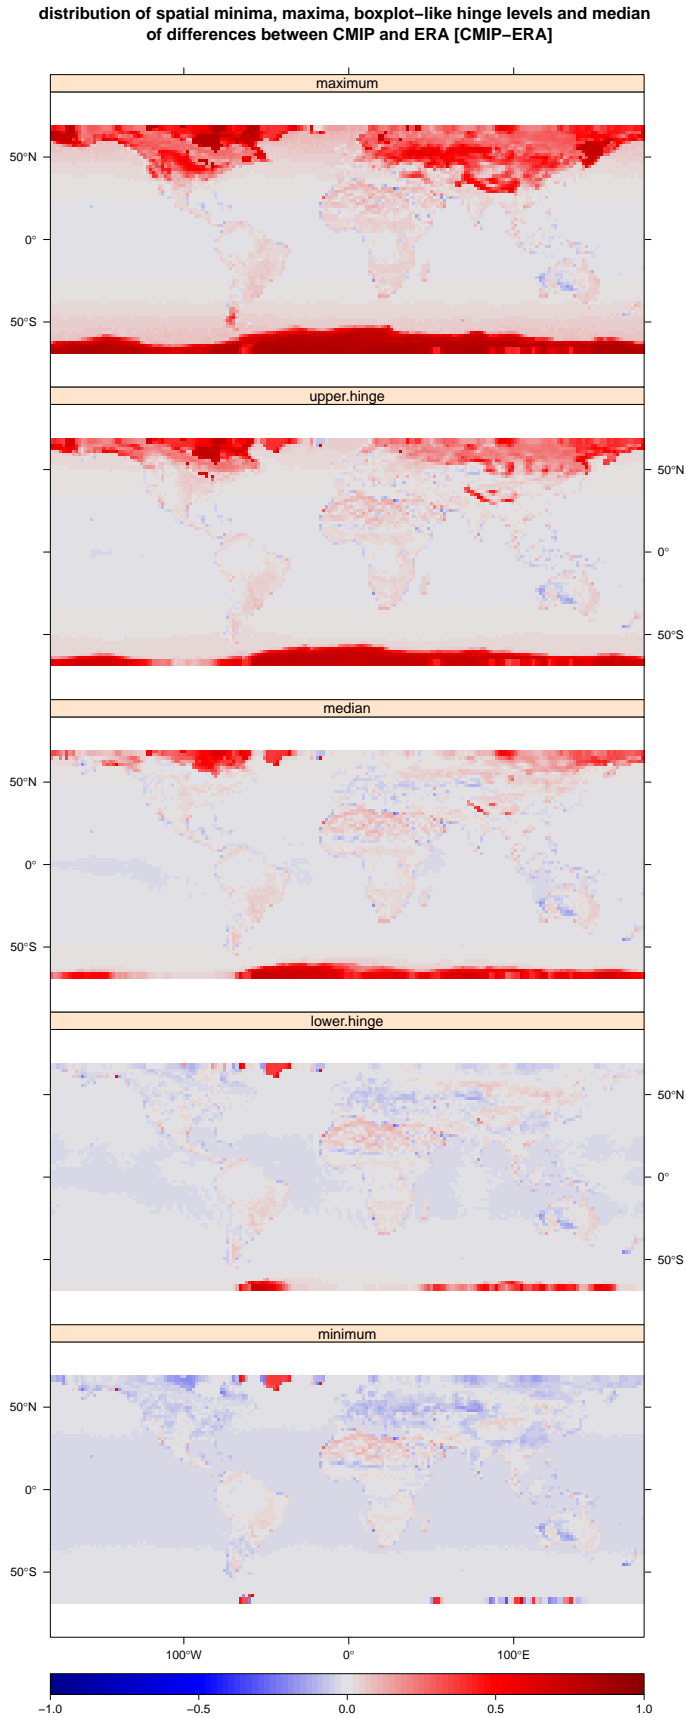 distribution of spatial minima, maxima, boxplot−like hinge levels and median
of differences between CMIP and ERA [CMIP−ERA]
maximum
50°N
0°
50°S
upper.hinge
50°N
0°
50°S
median
50°N
0°
50°S
lower.hinge
50°N
0°
50°S
minimum
50°N
0°
50°S
100°W 0° 100°E
−1.0 −0.5 0.0 0.5 1.0